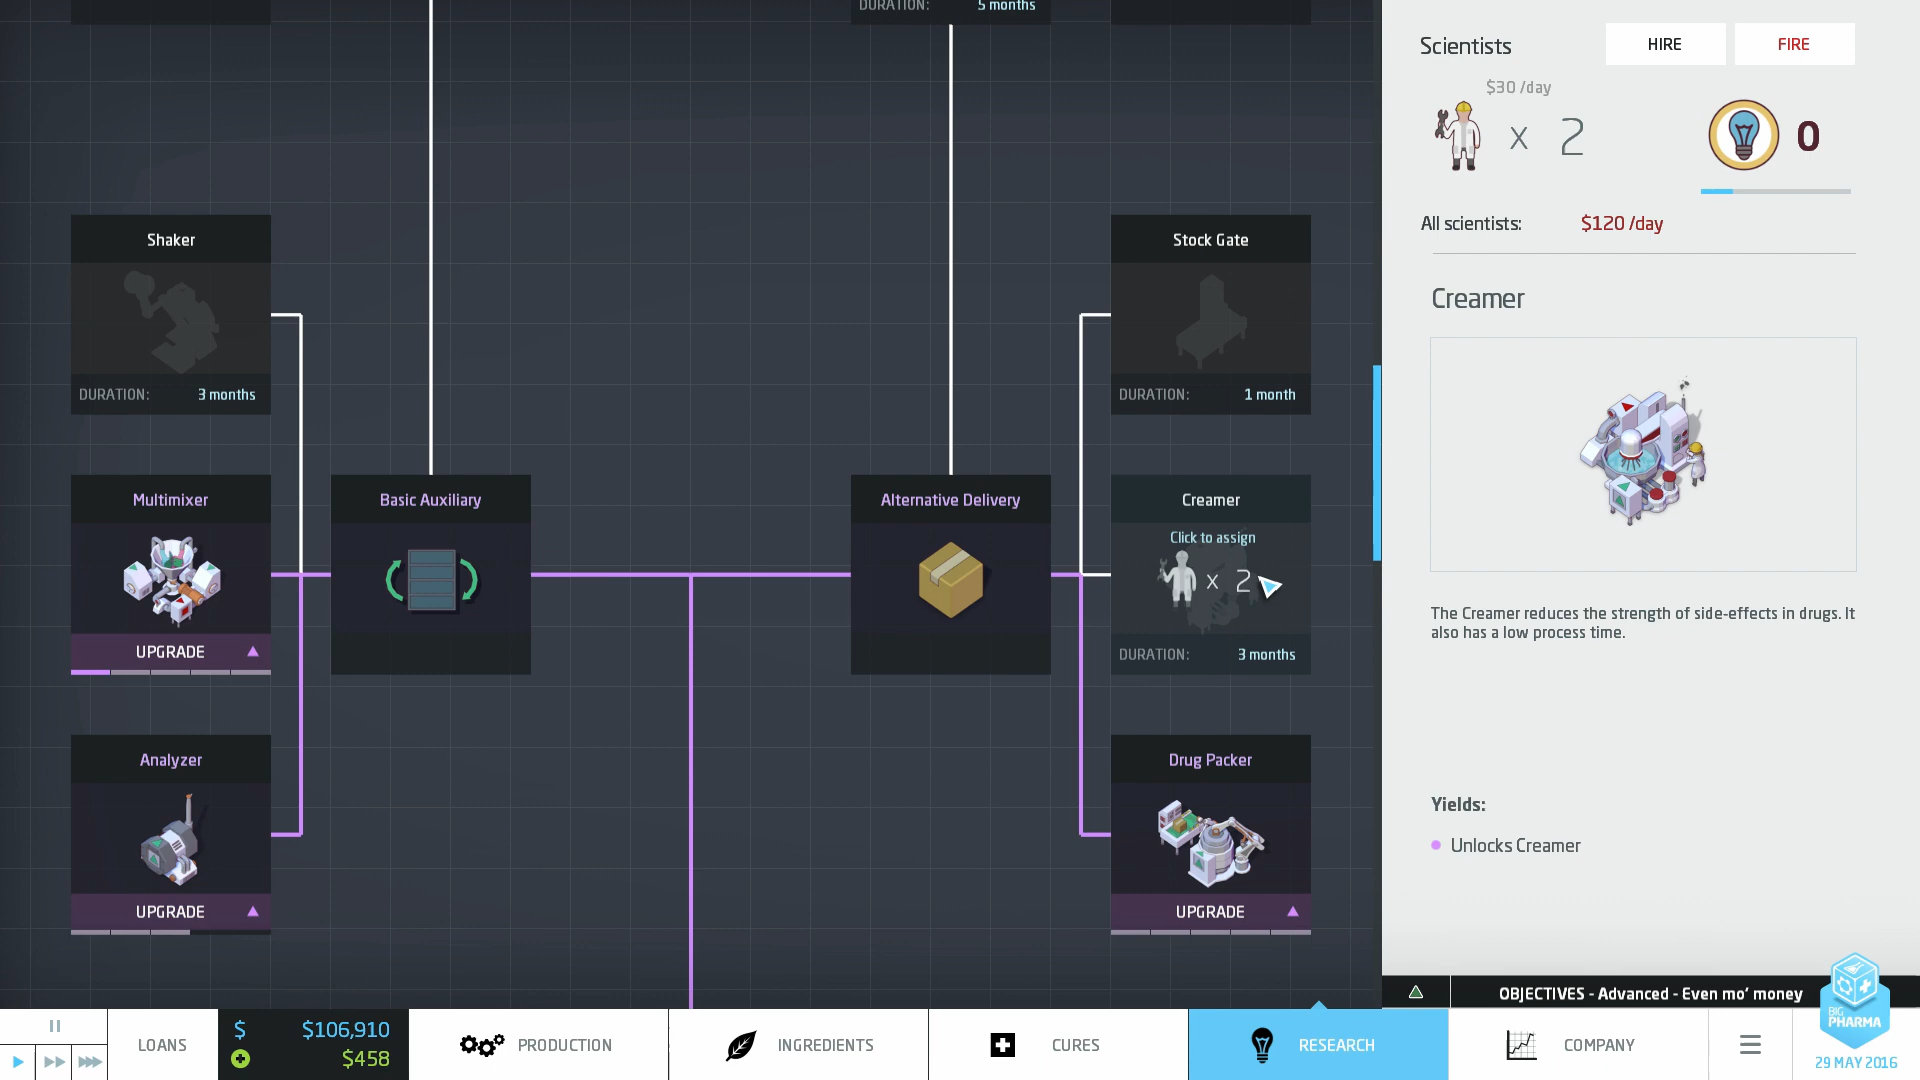 DURATION: 5 months
Scientists
HIRE
FIRE
$30 /day
x 2
0
All scientists: $120 /day
Shaker
DURATION: 3 months
Stock Gate
DURATION: 1 month
Creamer
Multimixer
UPGRADE
Basic Auxiliary
Alternative Delivery
Creamer
Click to assign
x 2
DURATION: 3 months
The Creamer reduces the strength of side-effects in drugs. It
also has a low process time.
Analyzer
UPGRADE
Drug Packer
UPGRADE
Yields:
Unlocks Creamer
OBJECTIVES - Advanced - Even mo' money
BIG
PHARMA
29 MAY 2016
LOANS
$ $106,910
$458
PRODUCTION
INGREDIENTS
CURES
RESEARCH
COMPANY